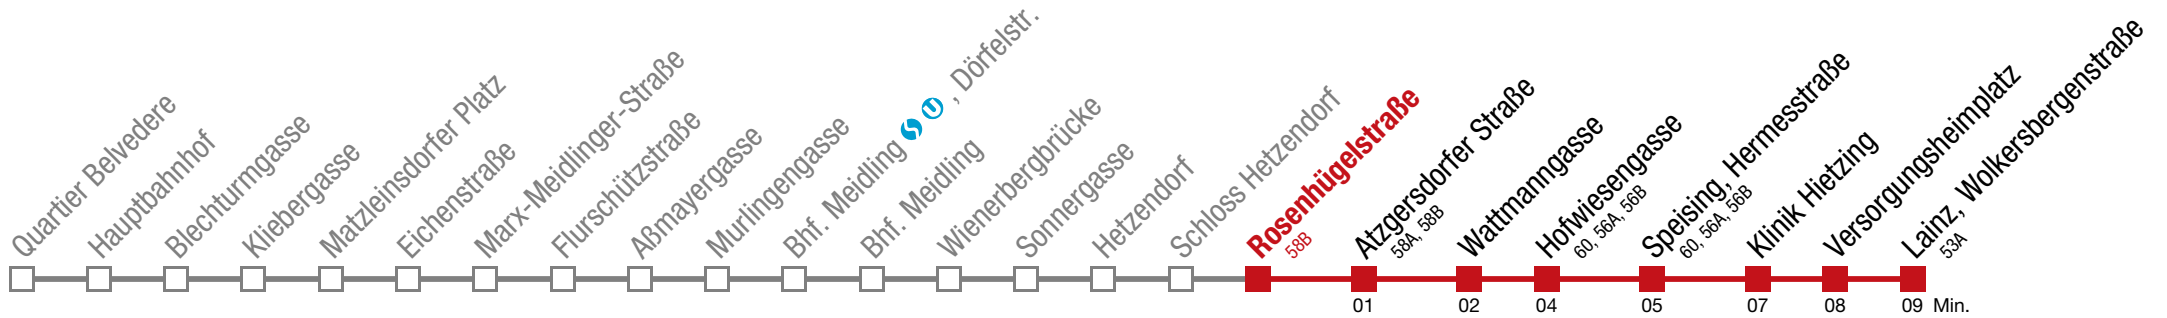 Quartier Belvedere
Hauptbahnhof
Blechturmgasse
Kliebergasse
Matzleinsdorfer Platz
Eichenstraße
Marx-Meidlinger-Straße
Flurschützstraße
Aßmayergasse
Murlingengasse
Bhf. Meidling S U , Dörfelstr.
Bhf. Meidling
Wienerbergbrücke
Sonnergasse
Hetzendorf
Schloss Hetzendorf
Rosenhügelstraße
58B
Atzgersdorfer Straße
58A, 58B
Wattmanngasse
Hofwiesengasse
60, 56A, 56B
Speising, Hermesstraße
60, 56A, 56B
Klinik Hietzing
Versorgungsheimplatz
Lainz, Wolkersbergenstraße
53A
01 02 04 05 07 08 09 Min.